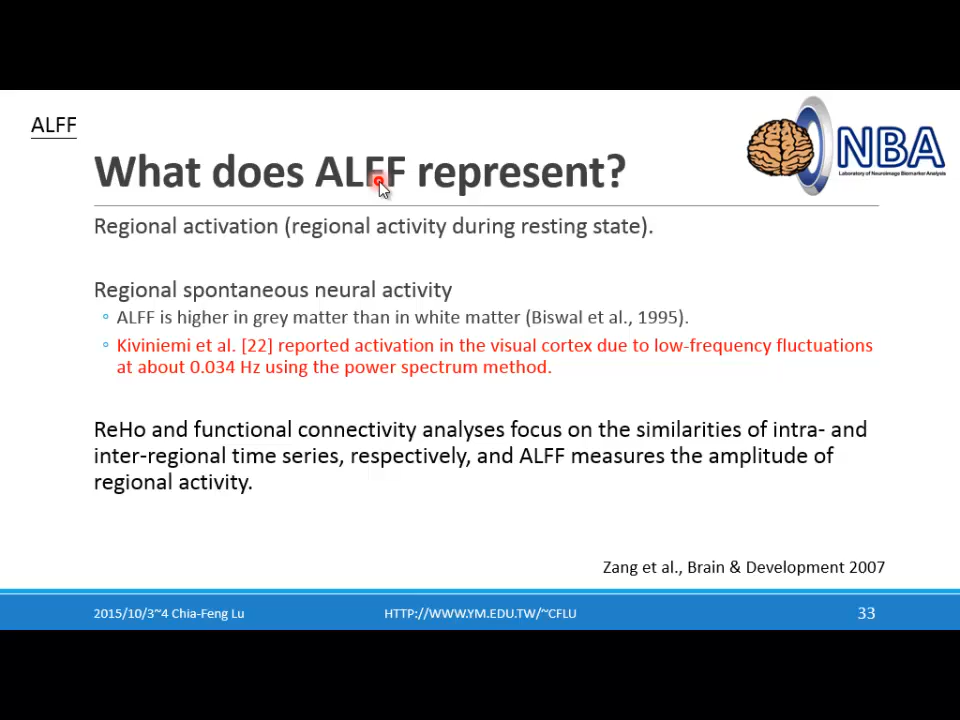 ALFF
What does ALFF represent?
NBA
Laboratory of Neuroimage Biomarker Analysis
Regional activation (regional activity during resting state).
Regional spontaneous neural activity
◦ ALFF is higher in grey matter than in white matter (Biswal et al., 1995).
◦ Kiviniemi et al. [22] reported activation in the visual cortex due to low-frequency fluctuations
at about 0.034 Hz using the power spectrum method.
ReHo and functional connectivity analyses focus on the similarities of intra- and
inter-regional time series, respectively, and ALFF measures the amplitude of
regional activity.
Zang et al., Brain & Development 2007
2015/10/3~4 Chia-Feng Lu HTTP://WWW.YM.EDU.TW/~CFLU 33